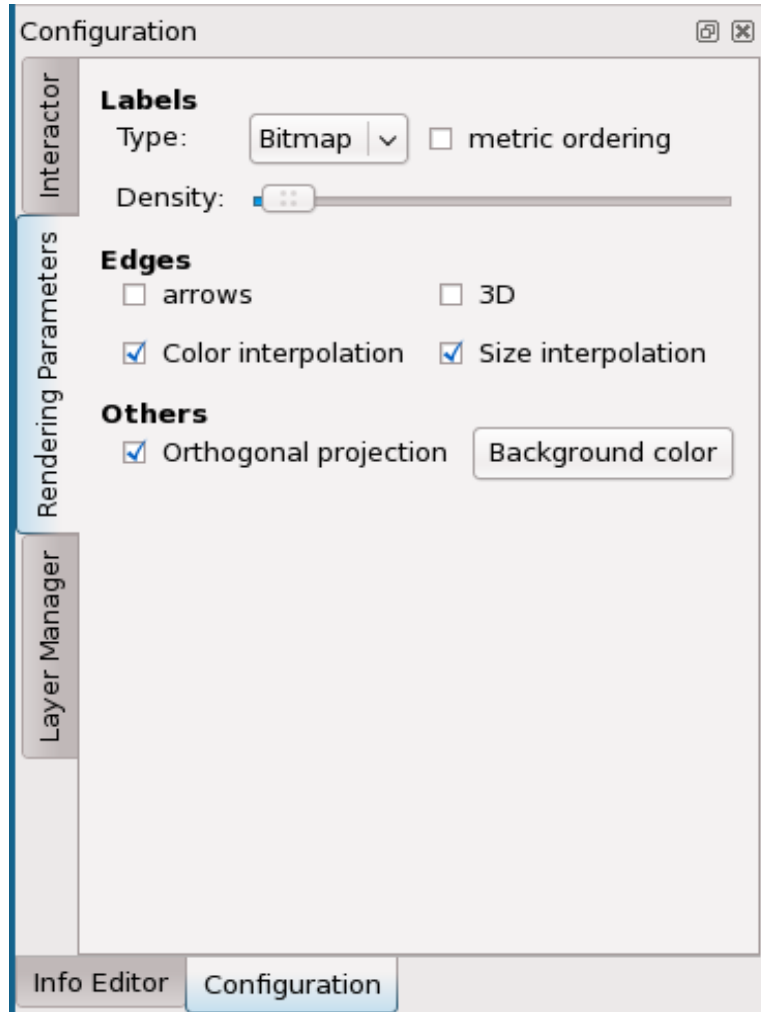 Configuration
Interactor
Rendering Parameters
Layer Manager
Labels
Type: Bitmap metric ordering
Density:
Edges
arrows 3D
Color interpolation Size interpolation
Others
Orthogonal projection Background color
Info Editor Configuration